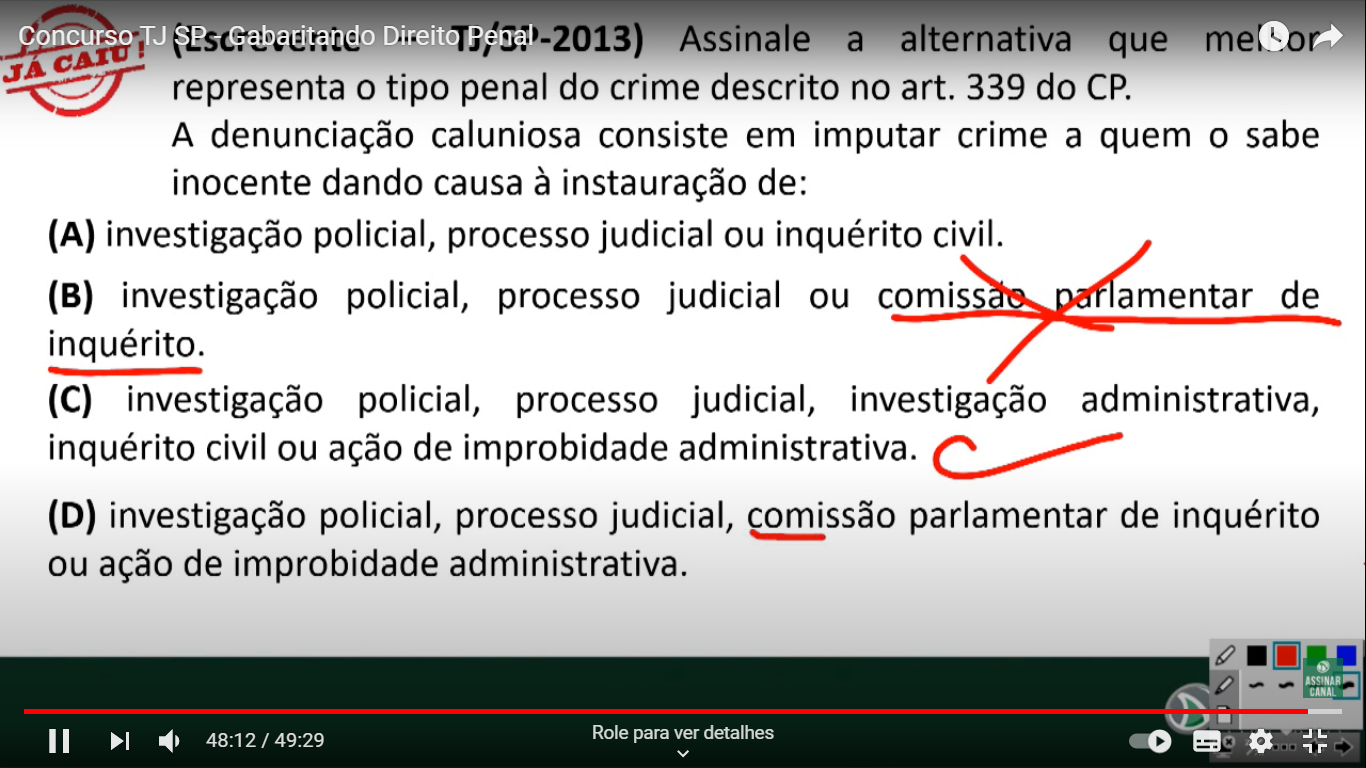 Concurso TJ SP - Gabaritando Direito Penal
JÁ CAIU!
(Escrevente – TJ/SP-2013) Assinale a alternativa que melhor
representa o tipo penal do crime descrito no art. 339 do CP.
A denunciação caluniosa consiste em imputar crime a quem o sabe
inocente dando causa à instauração de:
(A) investigação policial, processo judicial ou inquérito civil.
(B) investigação policial, processo judicial ou comissão parlamentar de
inquérito.
(C) investigação policial, processo judicial, investigação administrativa,
inquérito civil ou ação de improbidade administrativa.
(D) investigação policial, processo judicial, comissão parlamentar de inquérito
ou ação de improbidade administrativa.
ASSINAR
CANAL
48:12 / 49:29
Role para ver detalhes